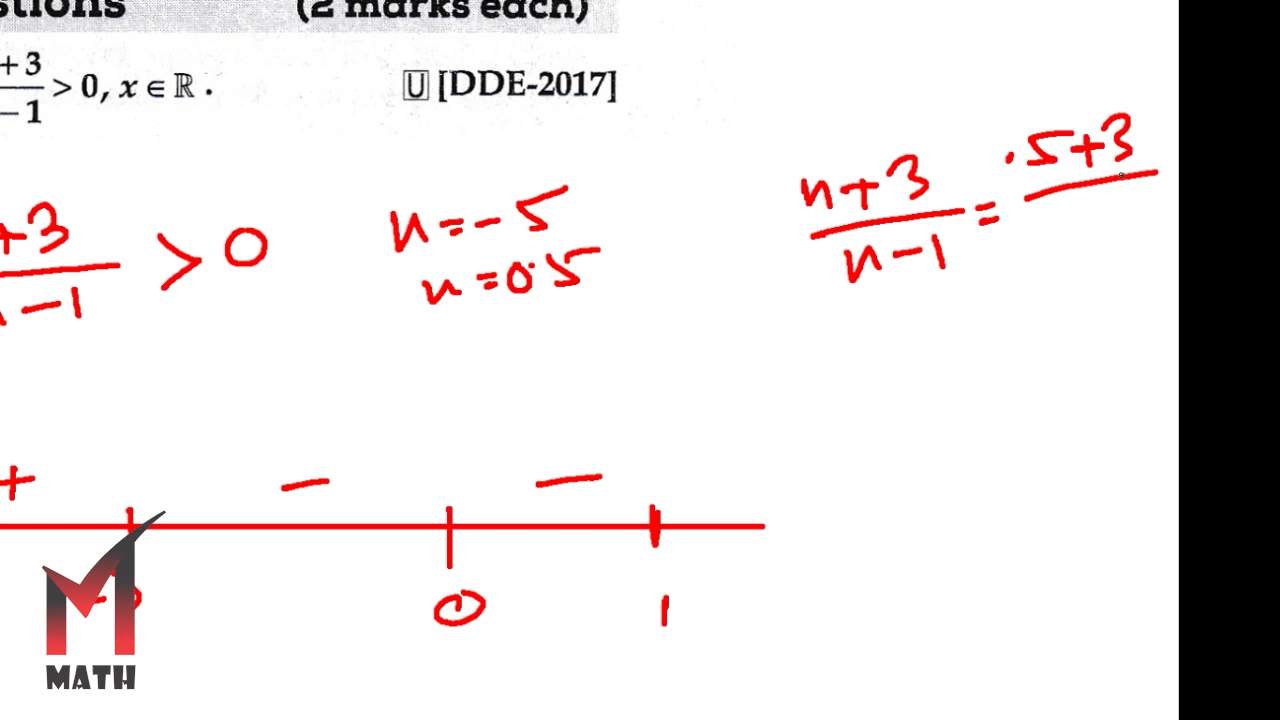 (2 marks each)
+3
> 0, x ∈ ℝ .
−1
U [DDE-2017]
+3
> 0
−1
n = −5
n = 0.5
n+3
n−1
=
.5+3
+ − −
0 1
MATH